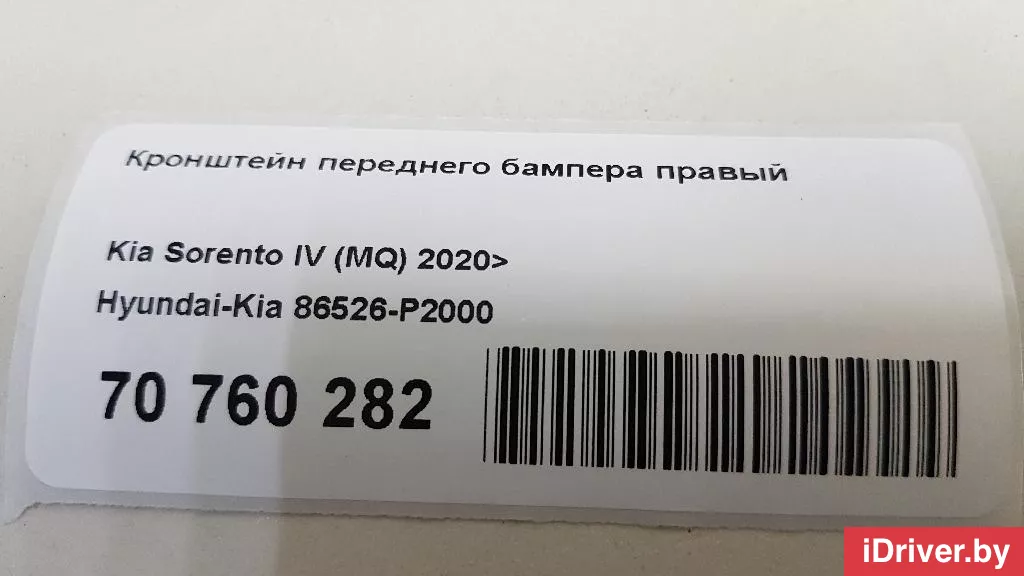 Кронштейн переднего бампера правый
Kia Sorento IV (MQ) 2020>
Hyundai-Kia 86526-P2000
70 760 282
iDriver.by